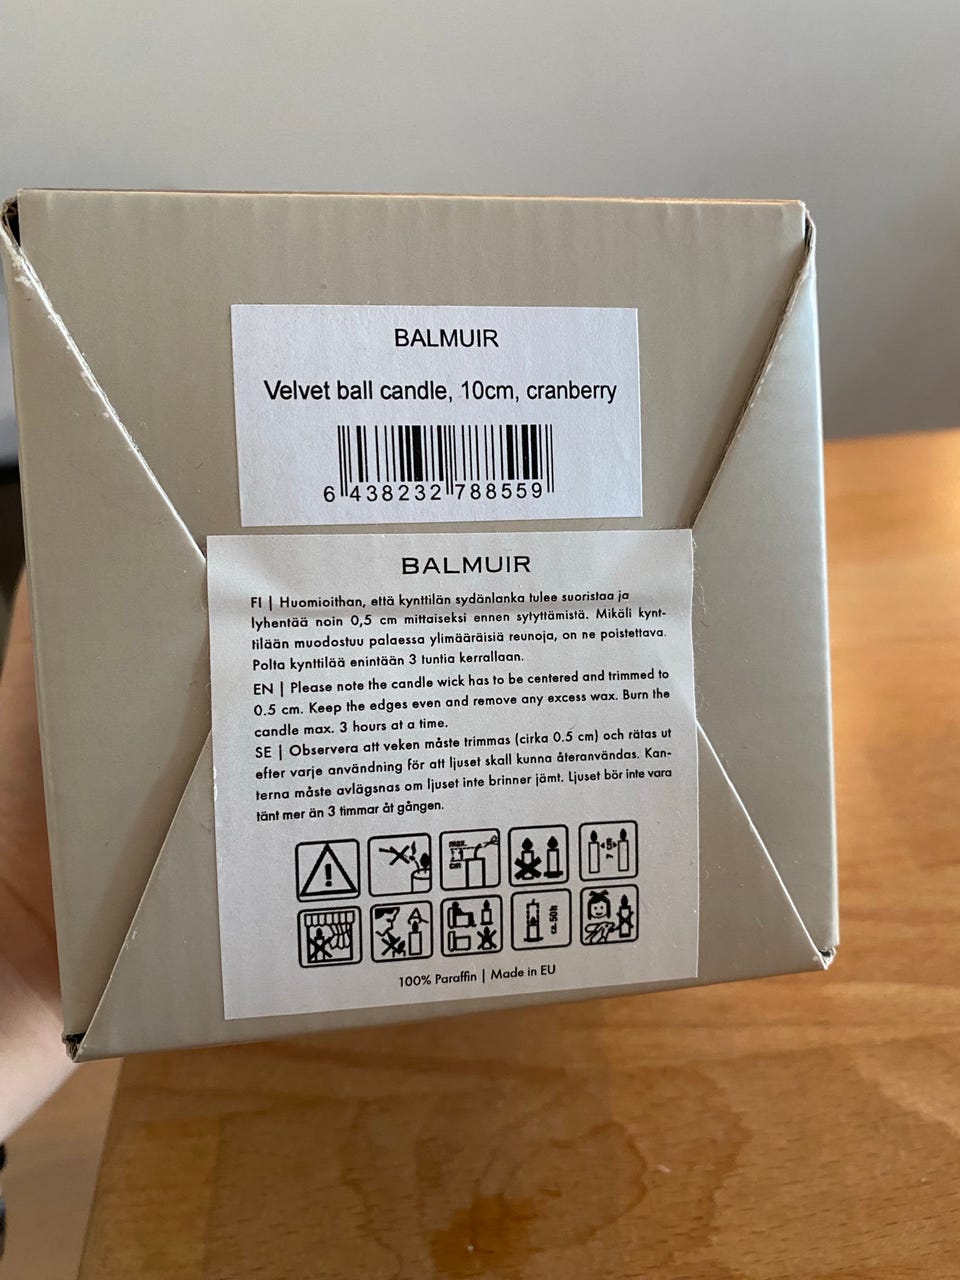 BALMUIR
Velvet ball candle, 10cm, cranberry
6 438232 788559
BALMUIR
FI | Huomioithan, että kynttilän sydänlanka tulee suoristaa ja
lyhentää noin 0,5 cm mittaiseksi ennen sytyttämistä. Mikäli kynt-
tilään muodostuu palaessa ylimääräisiä reunoja, on ne poistettava.
Polta kynttilää enintään 3 tuntia kerrallaan.
EN | Please note the candle wick has to be centered and trimmed to
0.5 cm. Keep the edges even and remove any excess wax. Burn the
candle max. 3 hours at a time.
SE | Observera att veken måste trimmas (cirka 0.5 cm) och rätas ut
efter varje användning för att ljuset skall kunna återanvändas. Kan-
terna måste avlägsnas om ljuset inte brinner jämt. Ljuset bör inte vara
tänt mer än 3 timmar åt gången.
max.
1
cm
5
ca. 50h
100% Paraffin | Made in EU